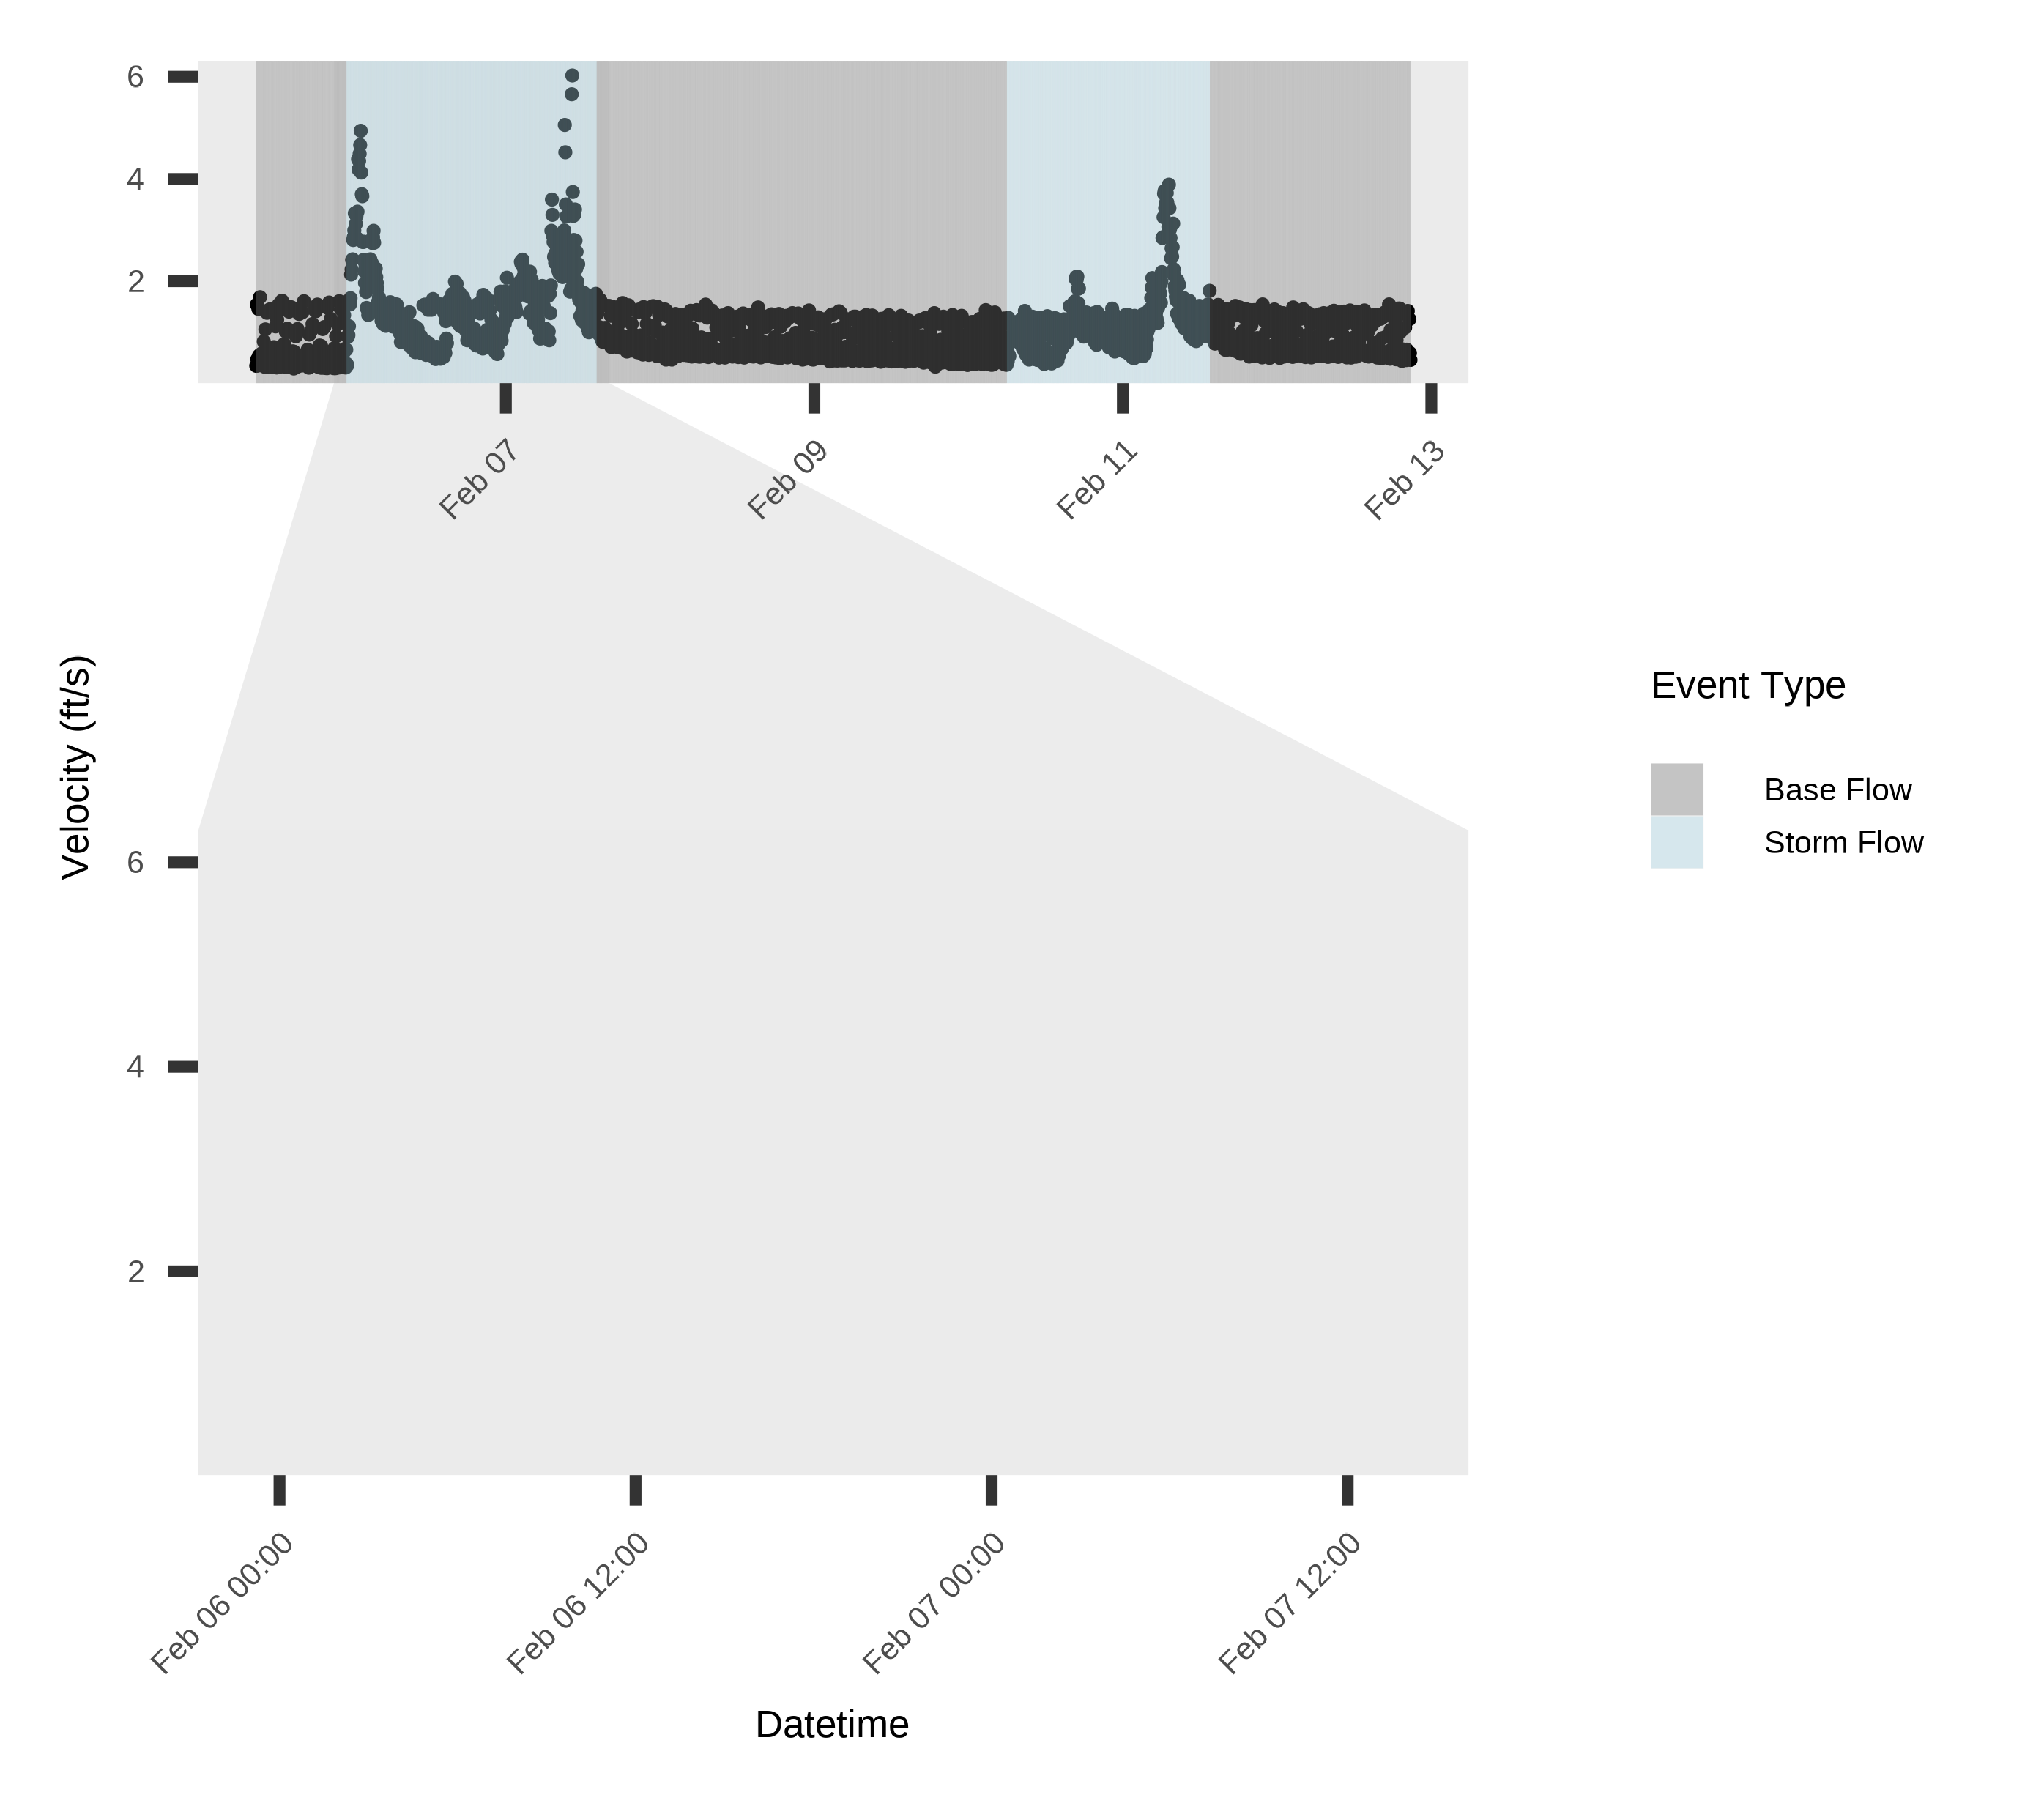 6
4
2
Feb 07
Feb 09
Feb 11
Feb 13
Velocity (ft/s)
Event Type
Base Flow
Storm Flow
6
4
2
Feb 06 00:00
Feb 06 12:00
Feb 07 00:00
Feb 07 12:00
Datetime